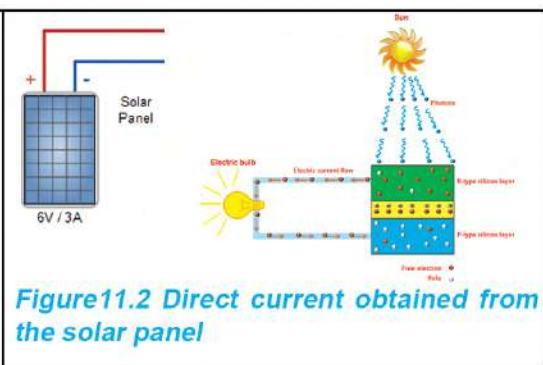 + -
Solar
Panel
6V / 3A
Sun
Photons
Electric bulb
Electric current flow
N-type silicon layer
P-type silicon layer
Free electron
Hole
Figure11.2 Direct current obtained from
the solar panel